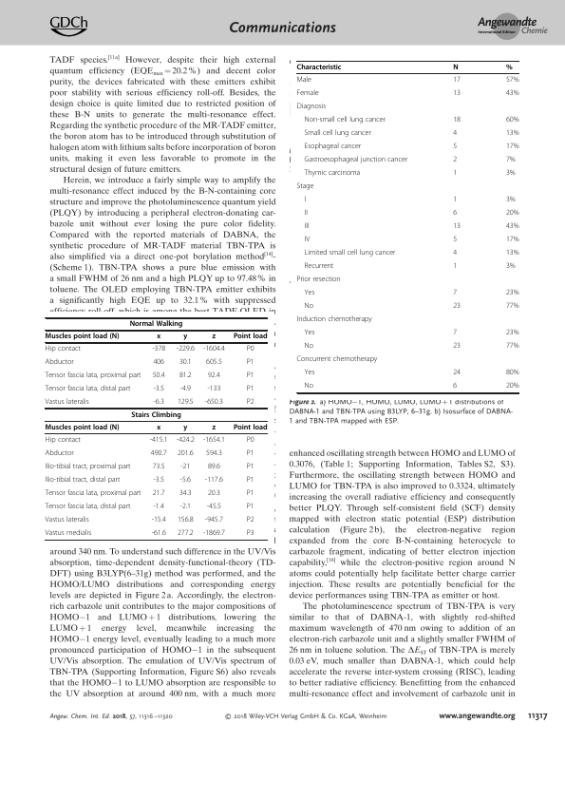 GDCh
Communications
Angewandte
International Edition Chemie
TADF species.[11a] However, despite their high external
quantum efficiency (EQEmax = 20.2 %) and decent color
purity, the devices fabricated with these emitters exhibit
poor stability with serious efficiency roll-off. Besides, the
design choice is quite limited due to restricted position of
these B-N units to generate the multi-resonance effect.
Regarding the synthetic procedure of the MR-TADF emitter,
the boron atom has to be introduced through substitution of
halogen atom with lithium salts before incorporation of boron
units, making it even less favorable to promote in the
structural design of future emitters.
Herein, we introduce a fairly simple way to amplify the
multi-resonance effect induced by the B-N-containing core
structure and improve the photoluminescence quantum yield
(PLQY) by introducing a peripheral electron-donating car-
bazole unit without ever losing the pure color fidelity.
Compared with the reported materials of DABNA, the
synthetic procedure of MR-TADF material TBN-TPA is
also simplified via a direct one-pot borylation method[14]-
(Scheme 1). TBN-TPA shows a pure blue emission with
a small FWHM of 26 nm and a high PLQY up to 97.48 % in
toluene. The OLED employing TBN-TPA emitter exhibits
a significantly high EQE up to 32.1 % with suppressed
efficiency roll-off, which is among the best TADF OLED in
Normal Walking
Muscles point load (N) x y z Point load
Hip contact -378 -229.6 -1604.4 P0
Abductor 406 30.1 605.5 P1
Tensor fascia lata, proximal part 50.4 81.2 92.4 P1
Tensor fascia lata, distal part -3.5 -4.9 -133 P1
Vastus lateralis -6.3 129.5 -650.3 P2
Stairs Climbing
Muscles point load (N) x y z Point load
Hip contact -415.1 -424.2 -1654.1 P0
Abductor 490.7 201.6 594.3 P1
Ilio-tibial tract, proximal part 73.5 -21 89.6 P1
Ilio-tibial tract, distal part -3.5 -5.6 -117.6 P1
Tensor fascia lata, proximal part 21.7 34.3 20.3 P1
Tensor fascia lata, distal part -1.4 -2.1 -45.5 P1
Vastus lateralis -15.4 156.8 -945.7 P2
Vastus medialis -61.6 277.2 -1869.7 P3
around 340 nm. To understand such difference in the UV/Vis
absorption, time-dependent density-functional-theory (TD-
DFT) using B3LYP(6–31g) method was performed, and the
HOMO/LUMO distributions and corresponding energy
levels are depicted in Figure 2 a. Accordingly, the electron-
rich carbazole unit contributes to the major compositions of
HOMO−1 and LUMO + 1 distributions, lowering the
LUMO + 1 energy level, meanwhile increasing the
HOMO−1 energy level, eventually leading to a much more
pronounced participation of HOMO−1 in the subsequent
UV/Vis absorption. The emulation of UV/Vis spectrum of
TBN-TPA (Supporting Information, Figure S6) also reveals
that the HOMO−1 to LUMO absorption are responsible to
the UV absorption at around 400 nm, with a much more
Characteristic N %
Male 17 57%
Female 13 43%
Diagnosis
Non-small cell lung cancer 18 60%
Small cell lung cancer 4 13%
Esophageal cancer 5 17%
Gastroesophageal junction cancer 2 7%
Thymic carcinoma 1 3%
Stage
I 1 3%
II 6 20%
III 13 43%
IV 5 17%
Limited small cell lung cancer 4 13%
Recurrent 1 3%
Prior resection
Yes 7 23%
No 23 77%
Induction chemotherapy
Yes 7 23%
No 23 77%
Concurrent chemotherapy
Yes 24 80%
No 6 20%
Figure 2. a) HOMO−1, HOMO, LUMO, LUMO + 1 distributions of
DABNA-1 and TBN-TPA using B3LYP, 6–31g. b) Isosurface of DABNA-
1 and TBN-TPA mapped with ESP.
enhanced oscillating strength between HOMO and LUMO of
0.3076, (Table 1; Supporting Information, Tables S2, S3).
Furthermore, the oscillating strength between HOMO and
LUMO for TBN-TPA is also improved to 0.3324, ultimately
increasing the overall radiative efficiency and consequently
better PLQY. Through self-consistent field (SCF) density
mapped with electron static potential (ESP) distribution
calculation (Figure 2 b), the electron-negative region
expanded from the core B-N-containing heterocycle to
carbazole fragment, indicating of better electron injection
capability,[16] while the electron-positive region around N
atoms could potentially help facilitate better charge carrier
injection. These results are potentially beneficial for the
device performances using TBN-TPA as emitter or host.
The photoluminescence spectrum of TBN-TPA is very
similar to that of DABNA-1, with slightly red-shifted
maximum wavelength of 470 nm owing to addition of an
electron-rich carbazole unit and a slightly smaller FWHM of
26 nm in toluene solution. The ΔEST of TBN-TPA is merely
0.03 eV, much smaller than DABNA-1, which could help
accelerate the reverse inter-system crossing (RISC), leading
to better radiative efficiency. Benefitting from the enhanced
multi-resonance effect and involvement of carbazole unit in
Angew. Chem. Int. Ed. 2018, 57, 11316–11320
© 2018 Wiley-VCH Verlag GmbH & Co. KGaA, Weinheim
www.angewandte.org 11317